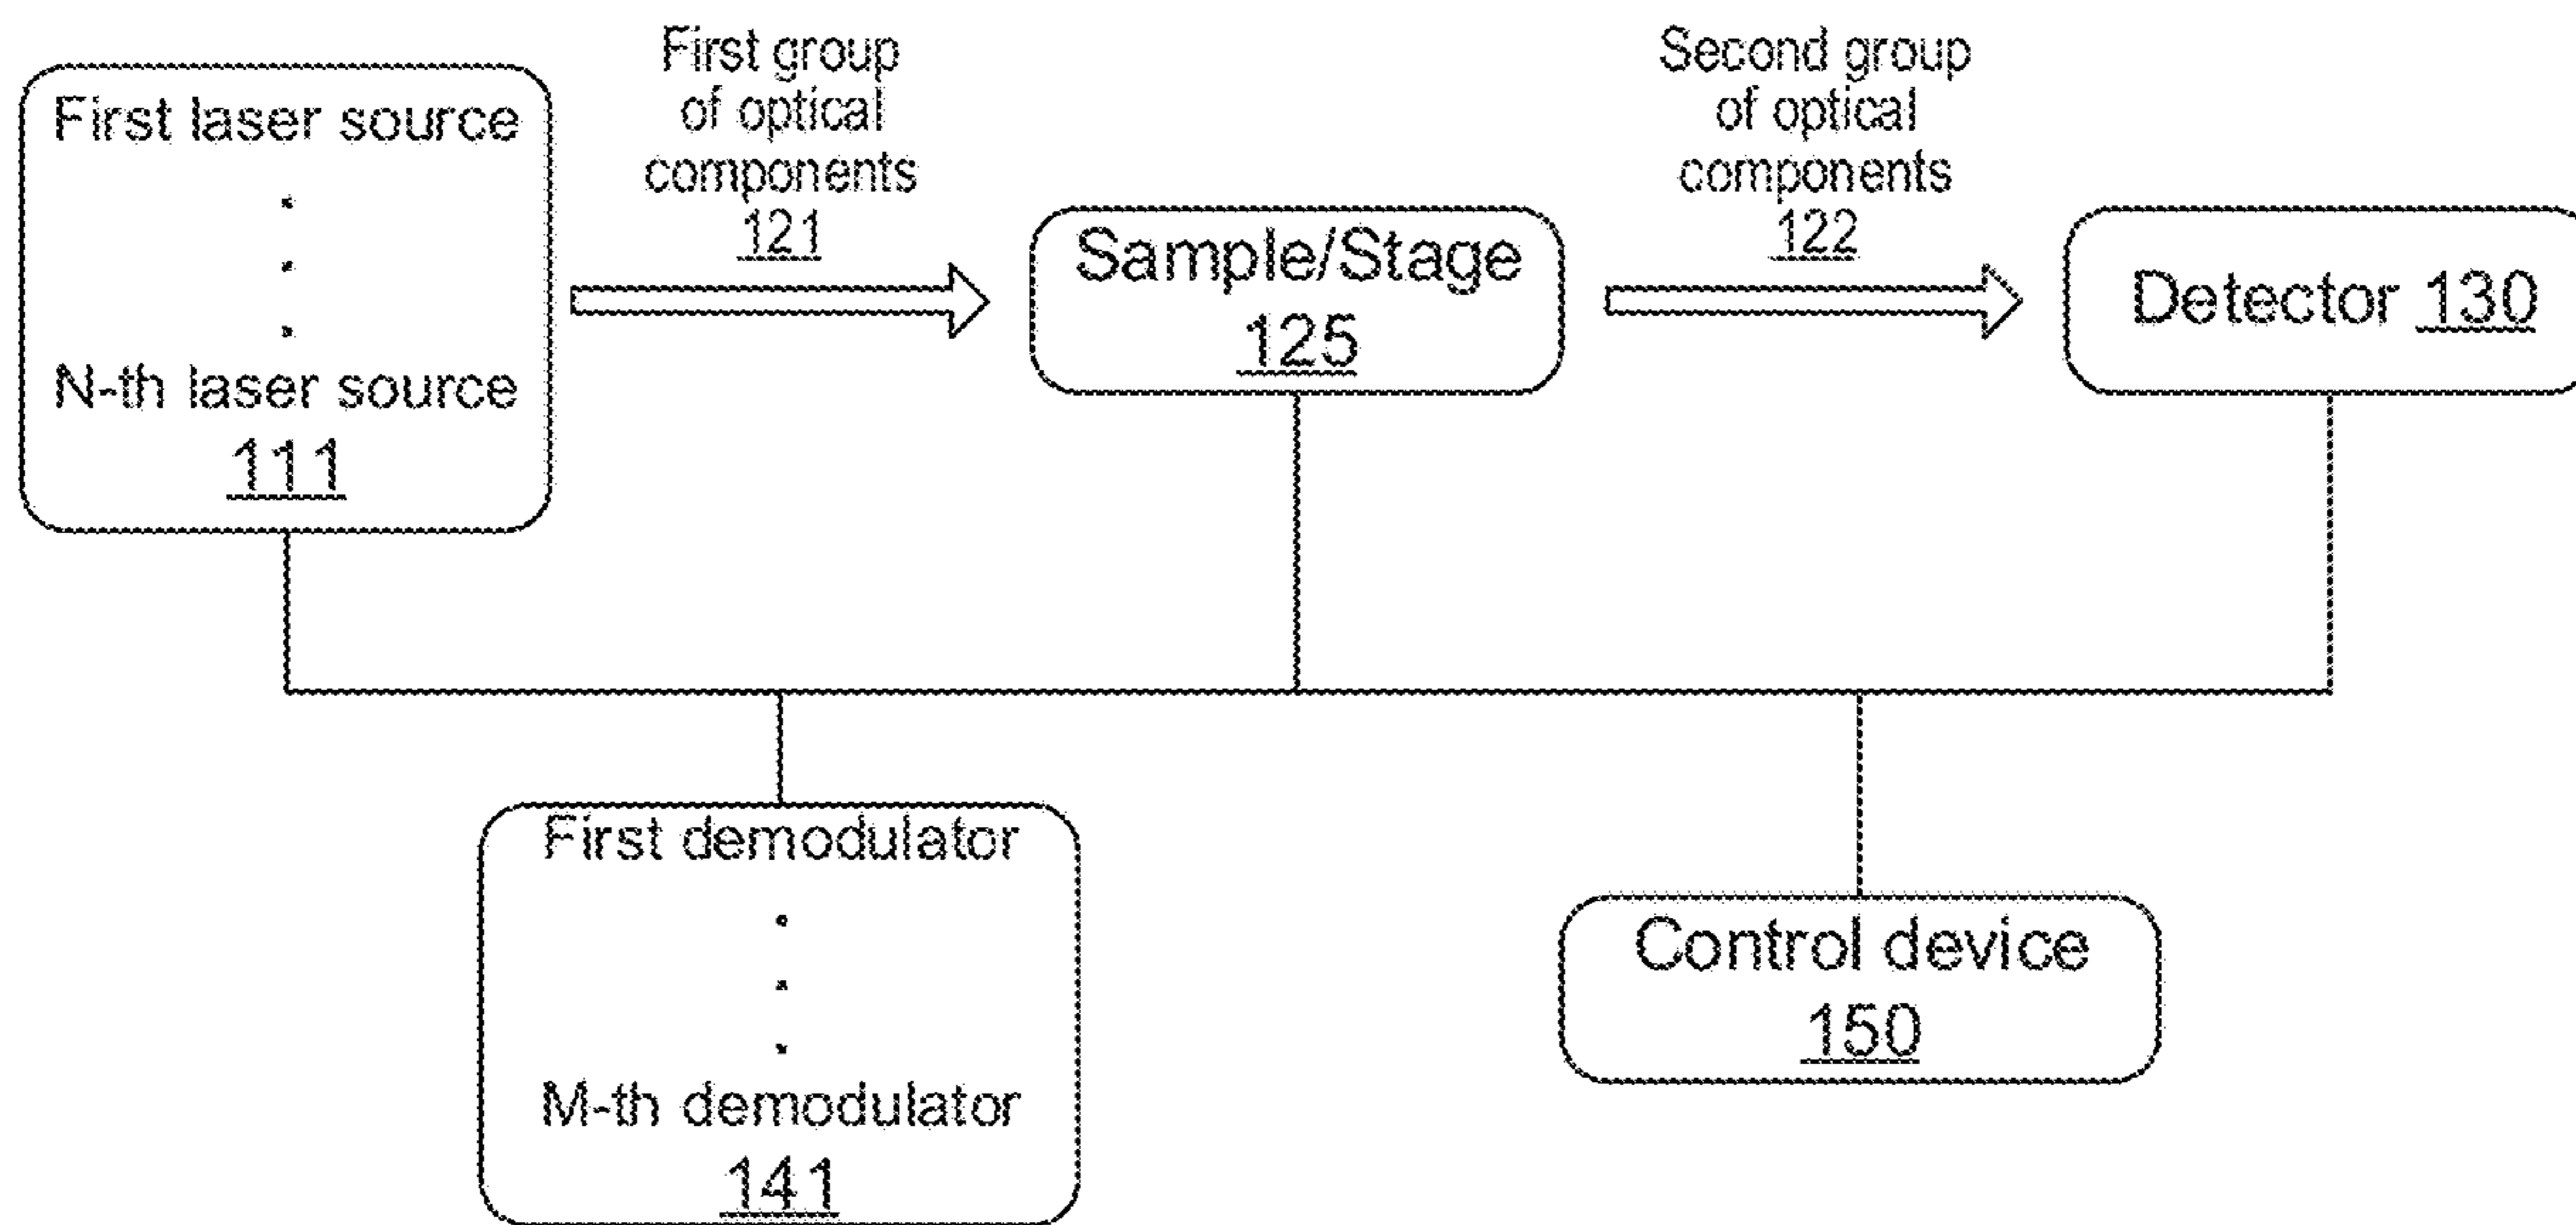 First laser source
N-th laser source
111
First group
of optical
components
121
Sample/Stage
125
Second group
of optical
components
122
Detector 130
First demodulator
M-th demodulator
141
Control device
150